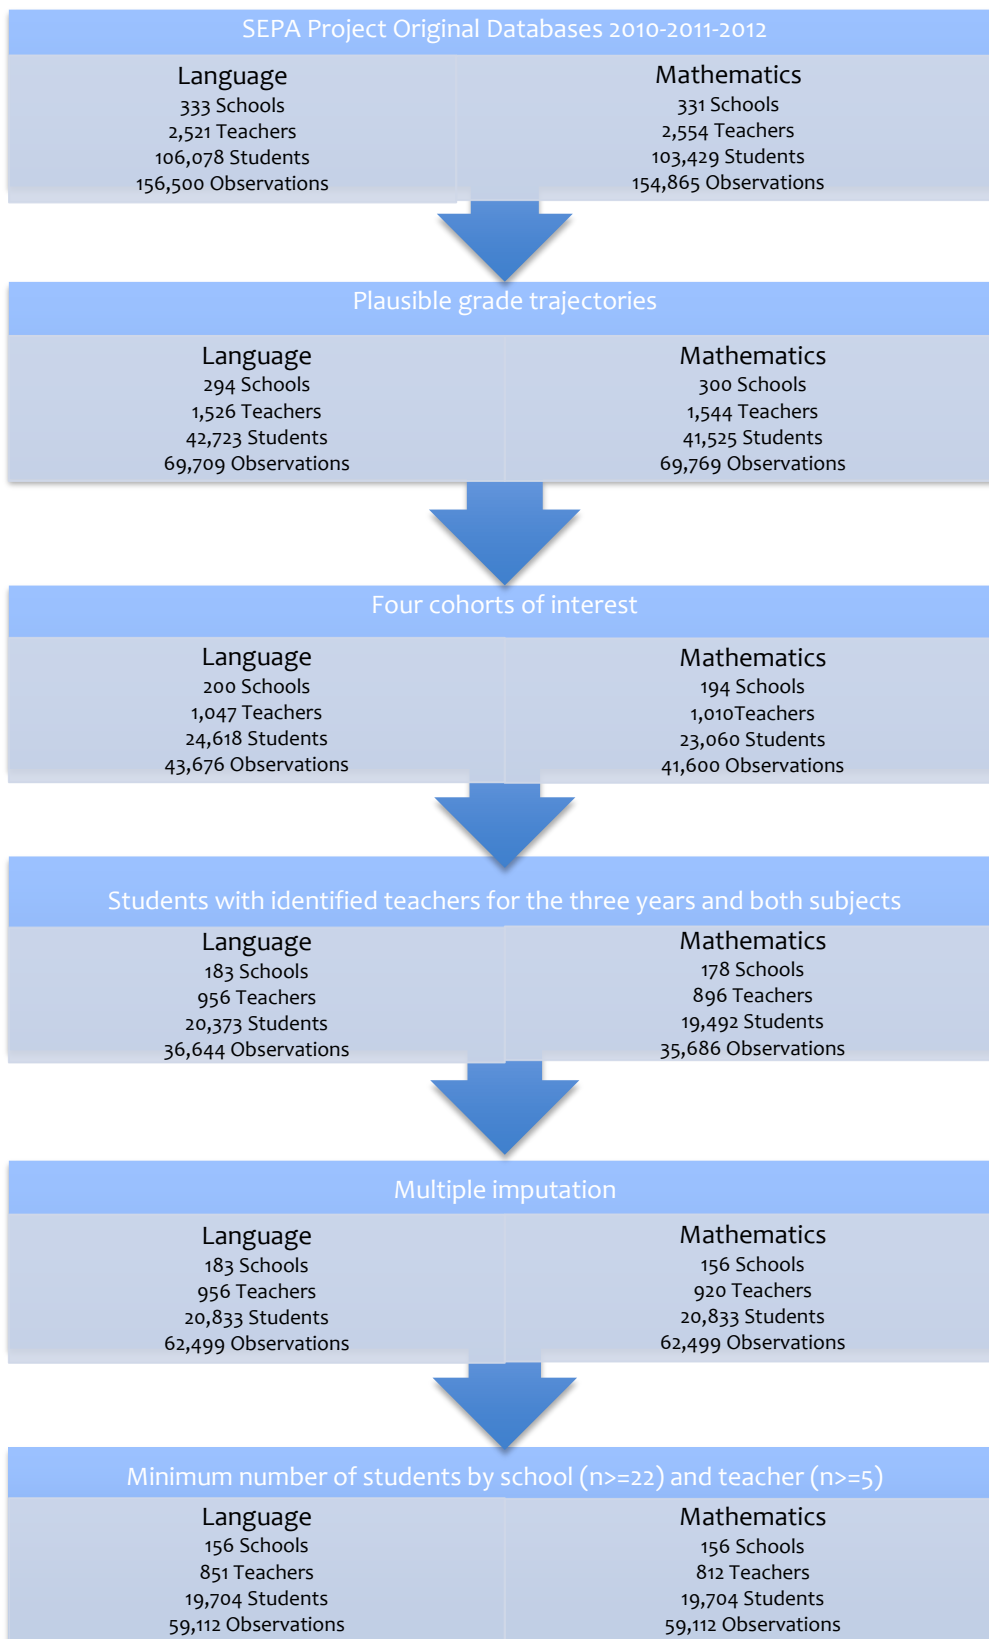 SEPA Project Original Databases 2010-2011-2012
Language
333 Schools
2,521 Teachers
106,078 Students
156,500 Observations
Mathematics
331 Schools
2,554 Teachers
103,429 Students
154,865 Observations
Plausible grade trajectories
Language
294 Schools
1,526 Teachers
42,723 Students
69,709 Observations
Mathematics
300 Schools
1,544 Teachers
41,525 Students
69,769 Observations
Four cohorts of interest
Language
200 Schools
1,047 Teachers
24,618 Students
43,676 Observations
Mathematics
194 Schools
1,010Teachers
23,060 Students
41,600 Observations
Students with identified teachers for the three years and both subjects
Language
183 Schools
956 Teachers
20,373 Students
36,644 Observations
Mathematics
178 Schools
896 Teachers
19,492 Students
35,686 Observations
Multiple imputation
Language
183 Schools
956 Teachers
20,833 Students
62,499 Observations
Mathematics
156 Schools
920 Teachers
20,833 Students
62,499 Observations
Minimum number of students by school (n>=22) and teacher (n>=5)
Language
156 Schools
851 Teachers
19,704 Students
59,112 Observations
Mathematics
156 Schools
812 Teachers
19,704 Students
59,112 Observations